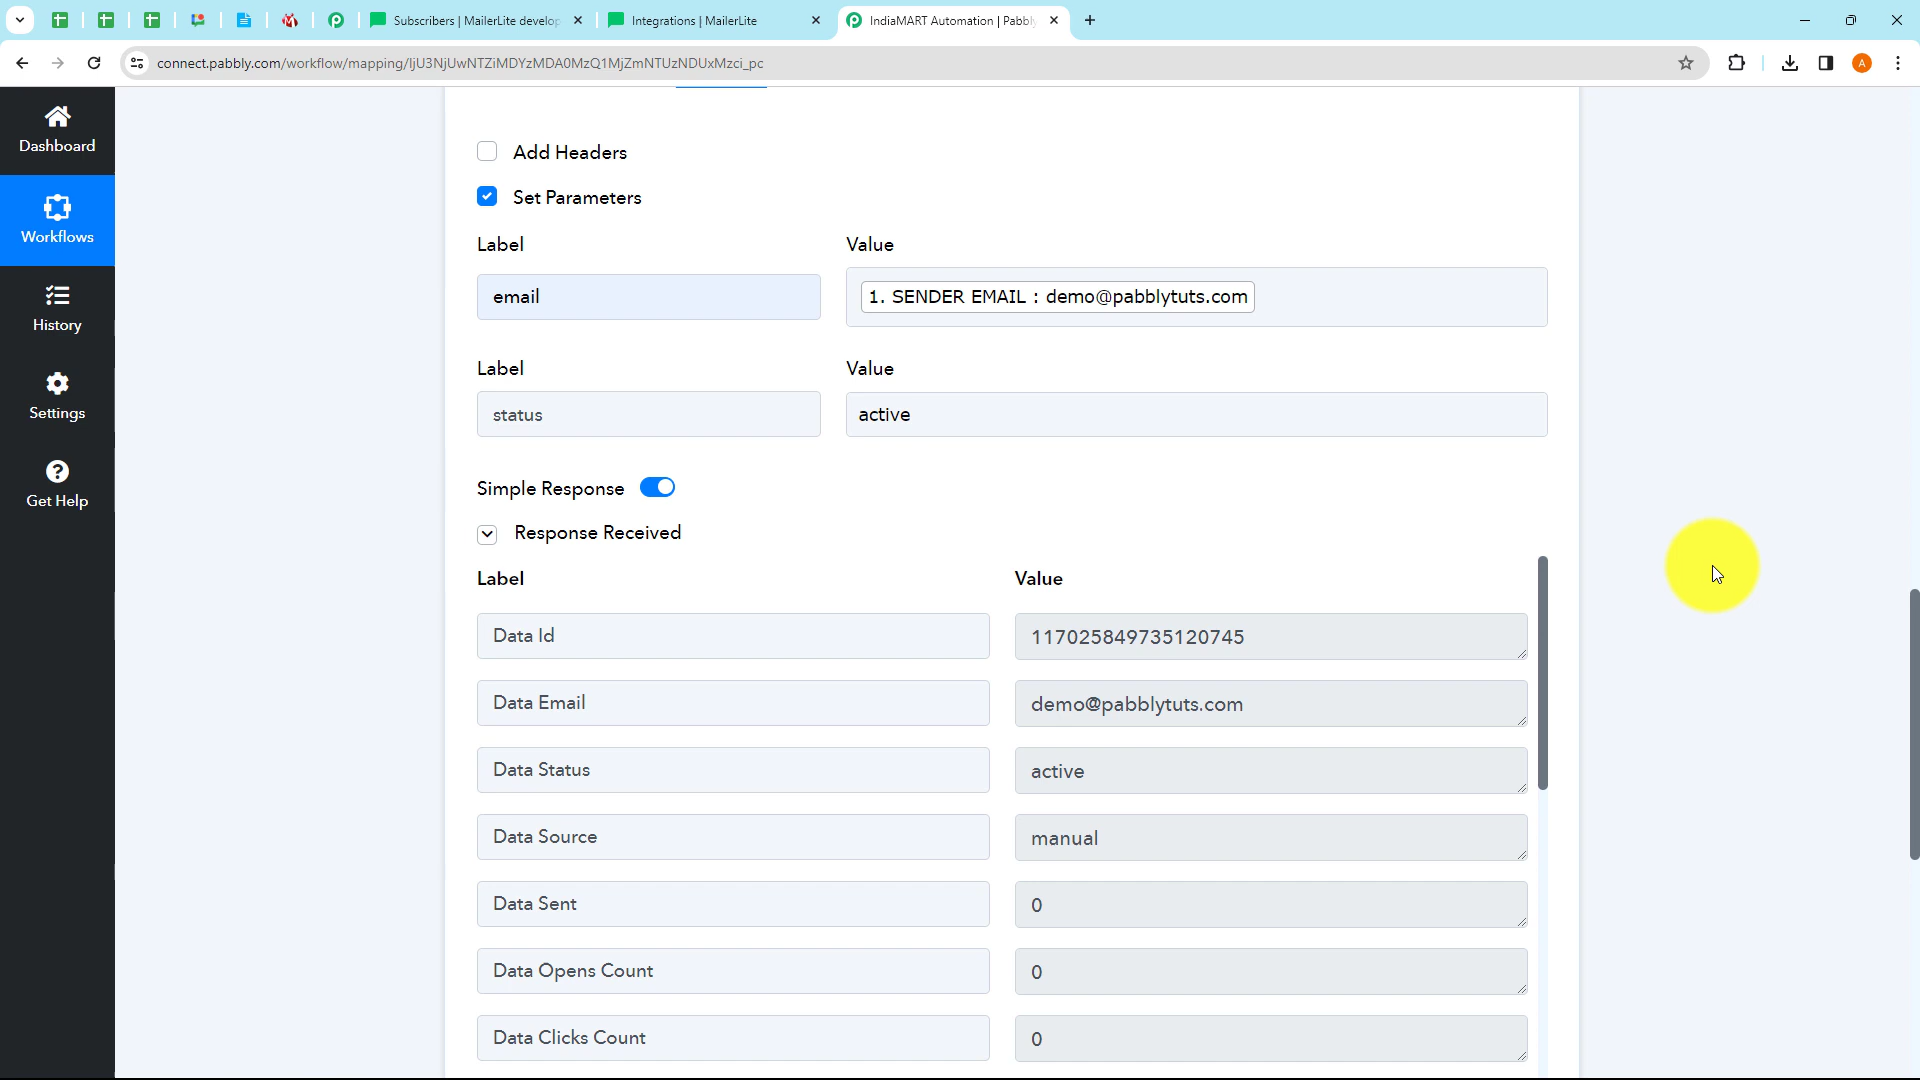 Subscribers | MailerLite develop
Integrations | MailerLite
IndiaMART Automation | Pabbly
connect.pabbly.com/workflow/mapping/IjU3NjUwNTZiMDYzMDA0MzQ1MjZmNTUzNDUxMzci_pc
A
Dashboard
Workflows
History
Settings
Get Help
Add Headers
Set Parameters
Label Value
email 1. SENDER EMAIL : demo@pabblytuts.com
Label Value
status active
Simple Response
Response Received
Label Value
Data Id 117025849735120745
Data Email demo@pabblytuts.com
Data Status active
Data Source manual
Data Sent 0
Data Opens Count 0
Data Clicks Count 0